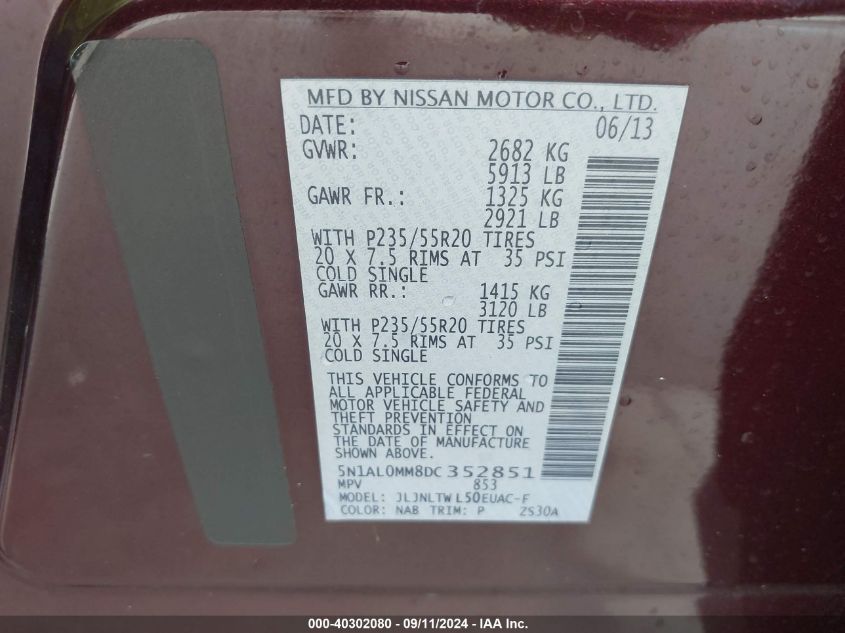 MFD BY NISSAN MOTOR CO., LTD.
DATE: 06/13
GVWR: 2682 KG
5913 LB
GAWR FR.: 1325 KG
2921 LB
WITH P235/55R20 TIRES
20 X 7.5 RIMS AT 35 PSI
COLD SINGLE
GAWR RR.: 1415 KG
3120 LB
WITH P235/55R20 TIRES
20 X 7.5 RIMS AT 35 PSI
COLD SINGLE
THIS VEHICLE CONFORMS TO
ALL APPLICABLE FEDERAL
MOTOR VEHICLE SAFETY AND
THEFT PREVENTION
STANDARDS IN EFFECT ON
THE DATE OF MANUFACTURE
SHOWN ABOVE.
5N1AL0MM8DC352851
MPV 853
MODEL: JLJNLTWL50EUAC-F
COLOR: NAB TRIM: P ZS30A
000-40302080 - 09/11/2024 - IAA Inc.